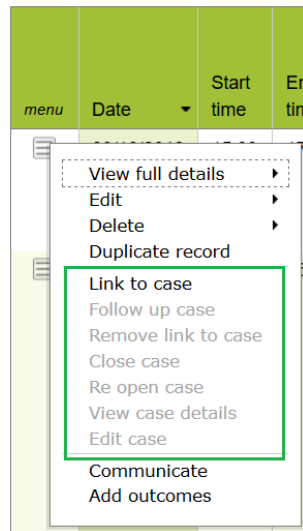 Start
menu Date time
View full details
Edit
Delete
Duplicate record
Link to case
Follow up case
Remove link to case
Close case
Re open case
View case details
Edit case
Communicate
Add outcomes